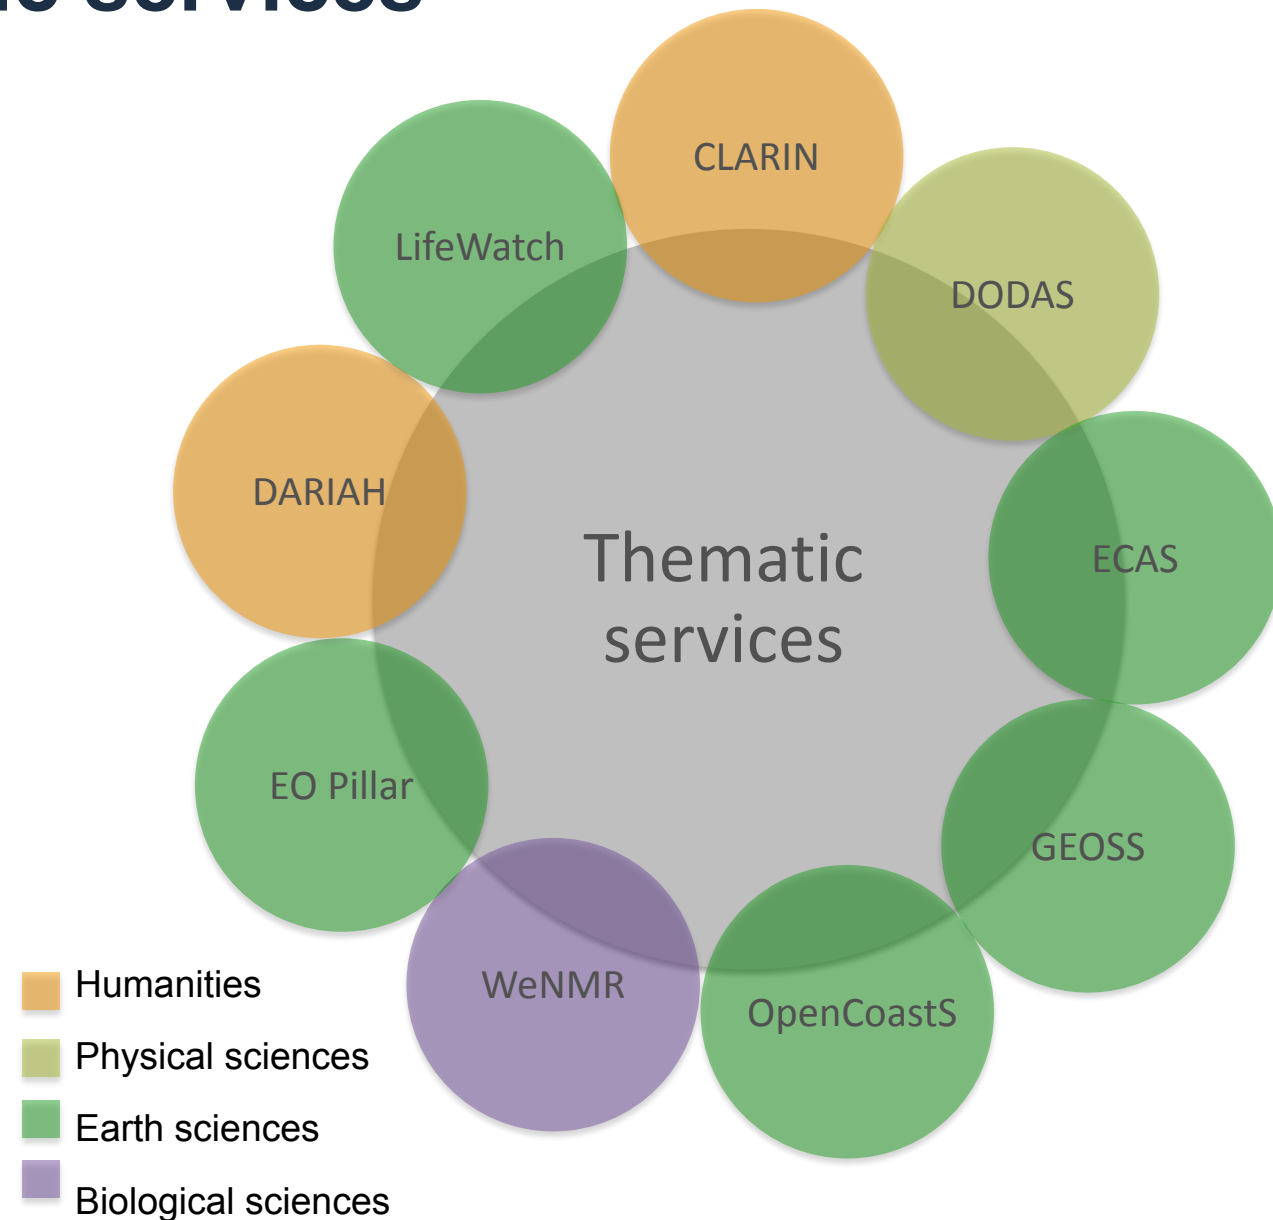 services
CLARIN
LifeWatch
DODAS
DARIAH
Thematic
services
ECAS
EO Pillar
GEOSS
WeNMR
OpenCoastS
Humanities
Physical sciences
Earth sciences
Biological sciences